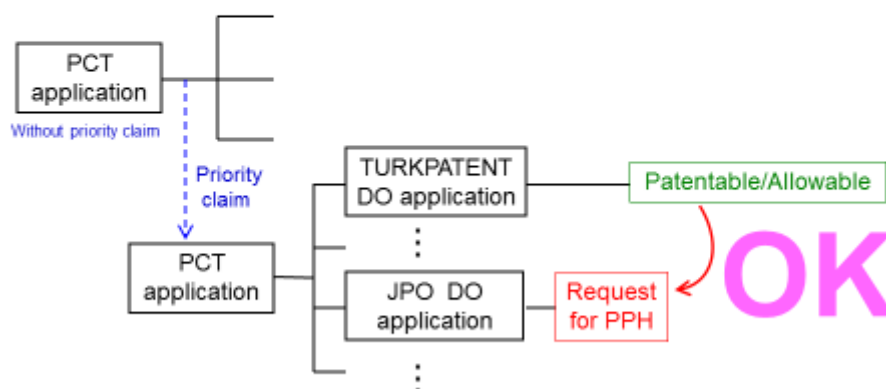 PCT
application
Without priority claim
Priority
claim
TURKPATENT
DO application
Patentable/Allowable
PCT
application
JPO DO
application
Request
for PPH
OK